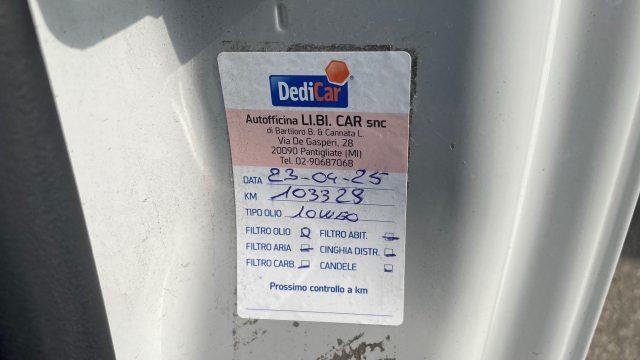 DediCar
Autofficina LI.BI. CAR snc
di Bartiloro B. & Cannata L.
Via De Gasperi, 28
20090 Pantigliate (MI)
Tel. 02-90687068
DATA 23-04-25
KM 103328
TIPO OLIO 10W60
FILTRO OLIO FILTRO ABIT.
FILTRO ARIA CINGHIA DISTR.
FILTRO CARB. CANDELE
Prossimo controllo a km